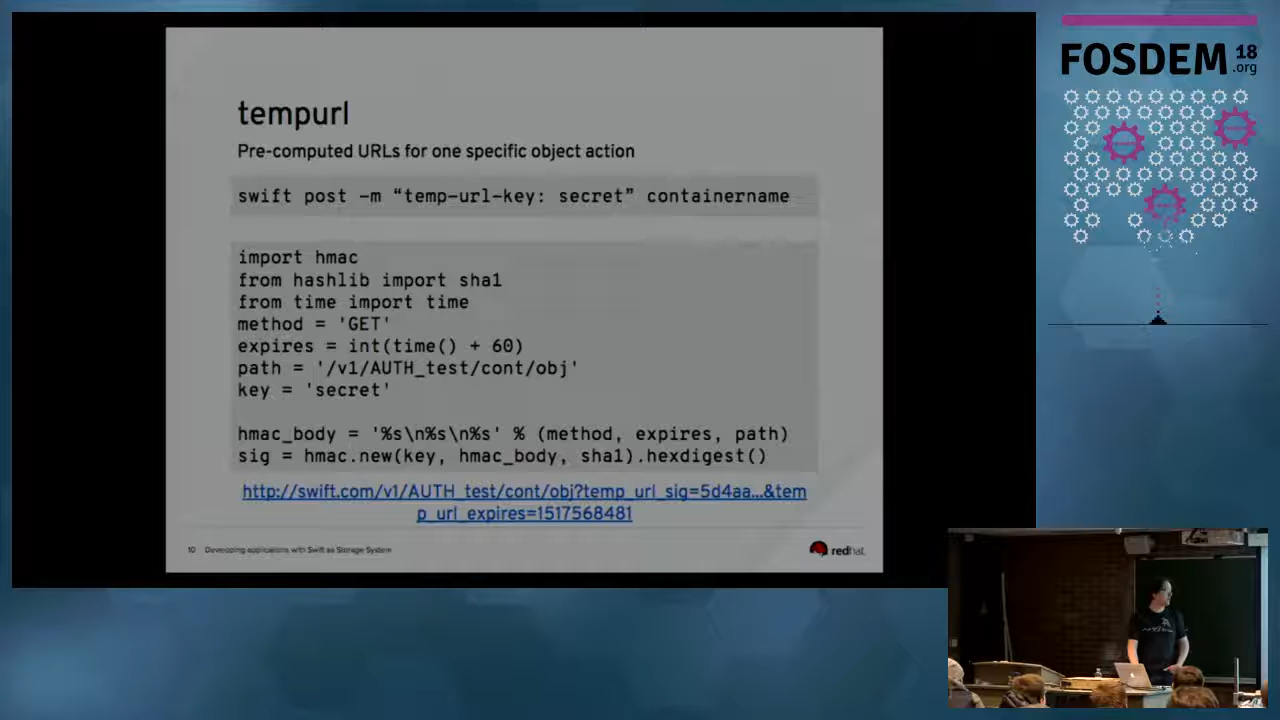 FOSDEM 18
.org
tempurl
Pre-computed URLs for one specific object action
swift post -m “temp-url-key: secret” containername
import hmac
from hashlib import sha1
from time import time
method = 'GET'
expires = int(time() + 60)
path = '/v1/AUTH_test/cont/obj'
key = 'secret'
hmac_body = '%s\n%s\n%s' % (method, expires, path)
sig = hmac.new(key, hmac_body, sha1).hexdigest()
http://swift.com/v1/AUTH_test/cont/obj?temp_url_sig=5d4aa...&tem
p_url_expires=1517568481
10 Developing applications with Swift as Storage System
redhat